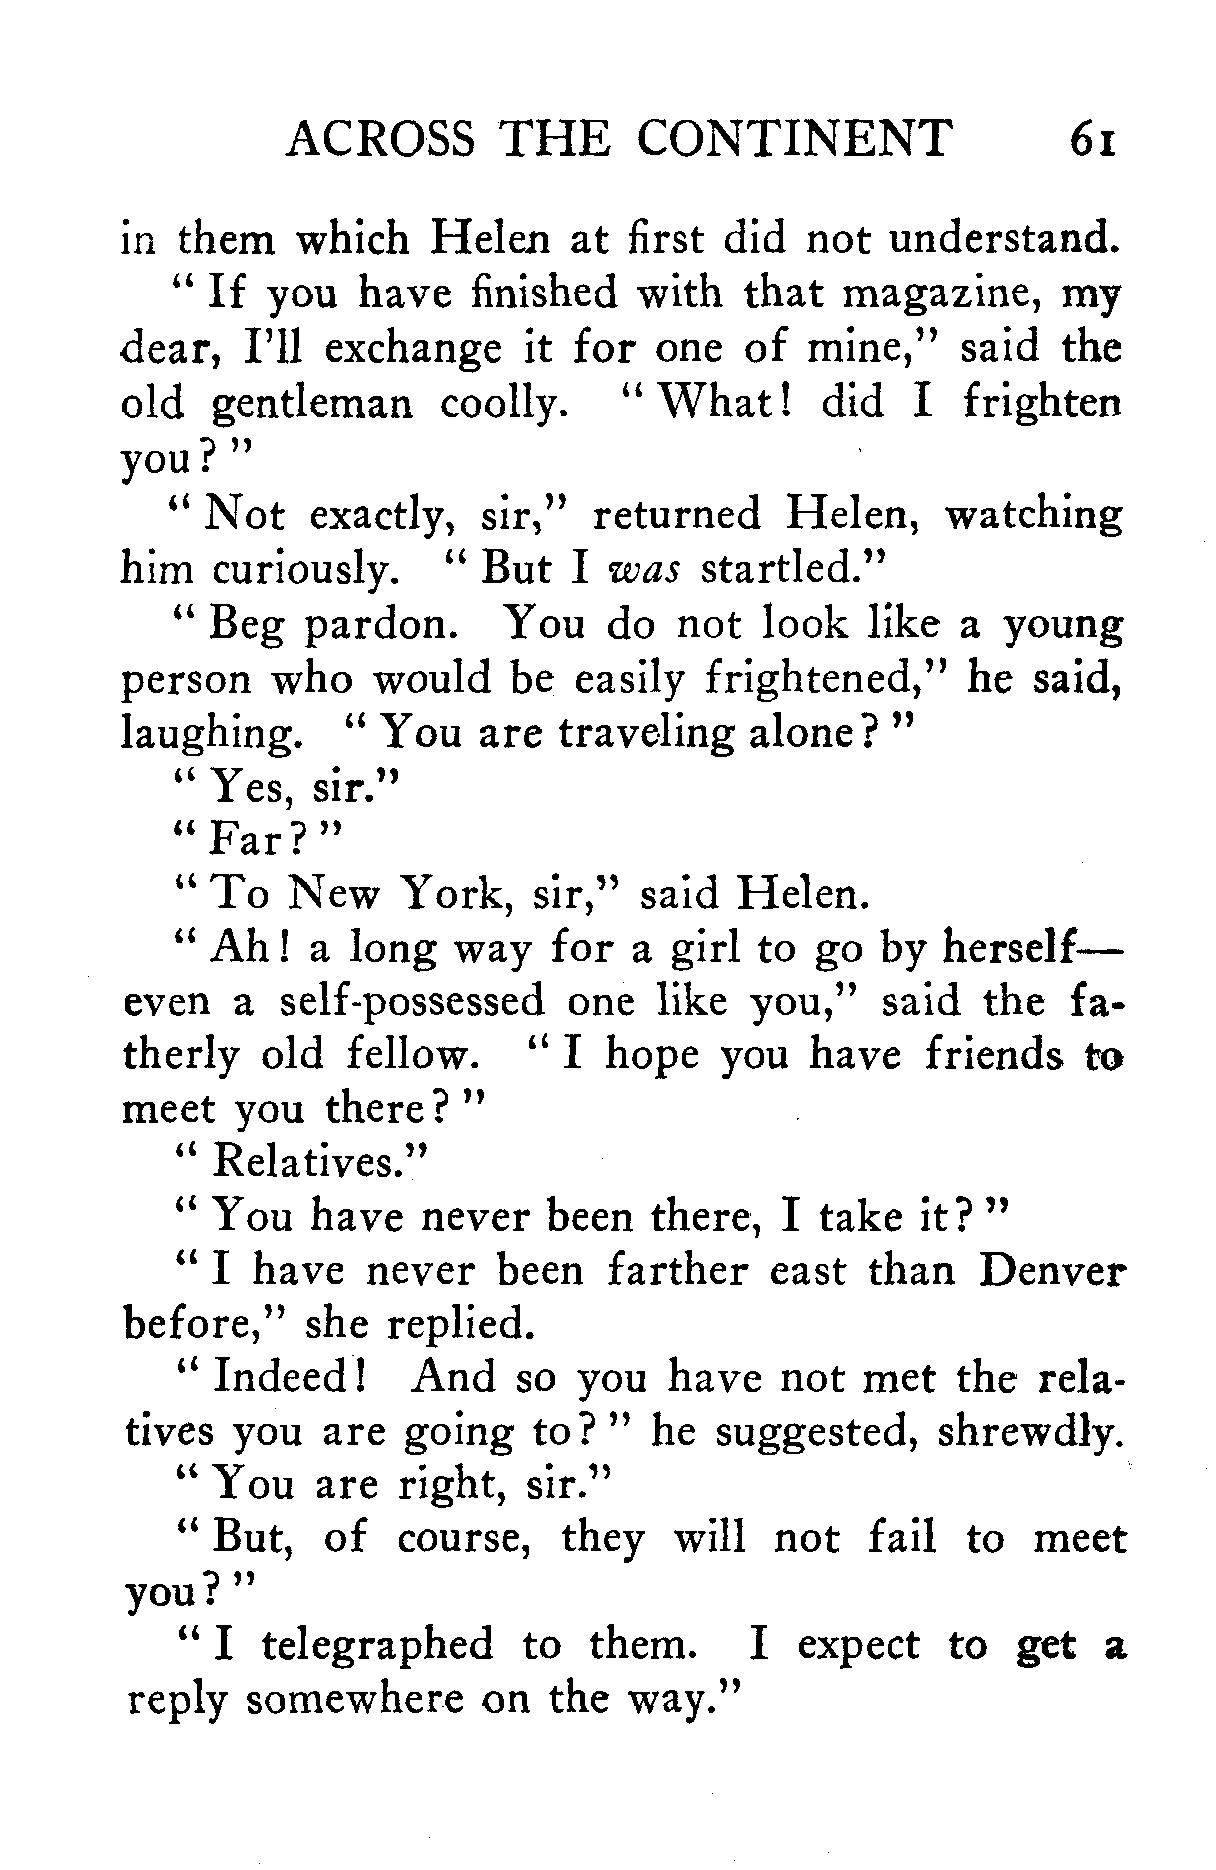 ACROSS THE CONTINENT 61
in them which Helen at first did not understand.
“ If you have finished with that magazine, my
dear, I’ll exchange it for one of mine,” said the
old gentleman coolly. “ What! did I frighten
you? ”
“ Not exactly, sir,” returned Helen, watching
him curiously. “ But I was startled.”
“ Beg pardon. You do not look like a young
person who would be easily frightened,” he said,
laughing. “ You are traveling alone? ”
“ Yes, sir.”
“ Far? ”
“ To New York, sir,” said Helen.
“ Ah! a long way for a girl to go by herself—
even a self-possessed one like you,” said the fa-
therly old fellow. “ I hope you have friends to
meet you there? ”
“ Relatives.”
“ You have never been there, I take it? ”
“ I have never been farther east than Denver
before,” she replied.
“ Indeed! And so you have not met the rela-
tives you are going to? ” he suggested, shrewdly.
“ You are right, sir.”
“ But, of course, they will not fail to meet
you? ”
“ I telegraphed to them. I expect to get a
reply somewhere on the way.”